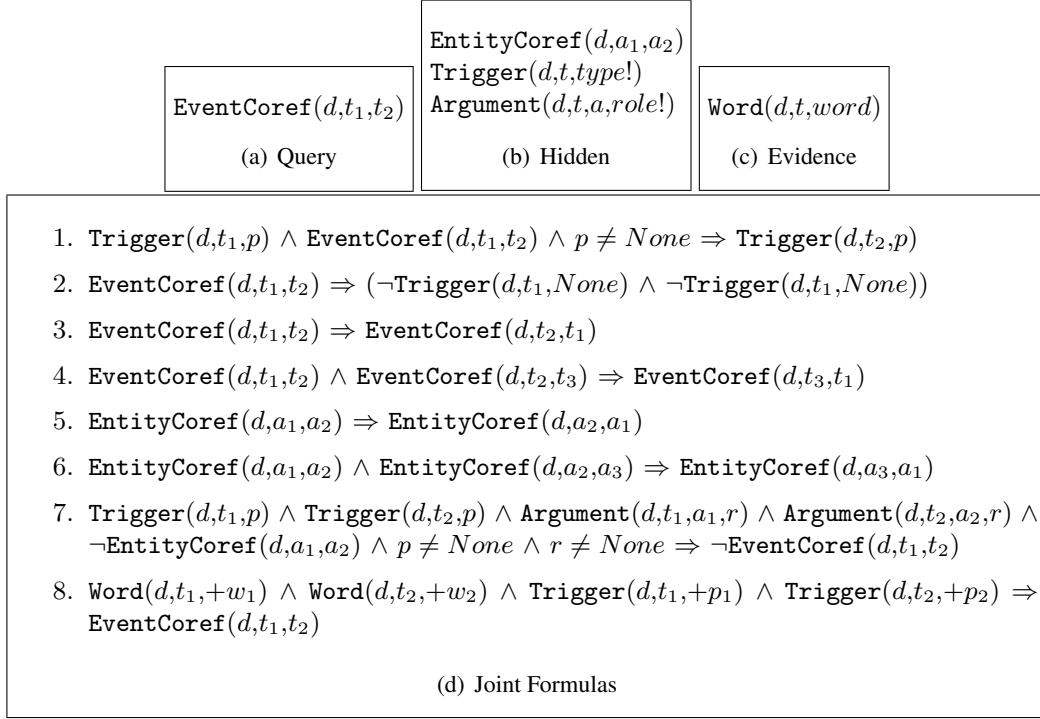 EventCoref(d,t₁,t₂)
(a) Query
EntityCoref(d,a₁,a₂)
Trigger(d,t,type!)
Argument(d,t,a,role!)
(b) Hidden
Word(d,t,word)
(c) Evidence
1. Trigger(d,t₁,p) ∧ EventCoref(d,t₁,t₂) ∧ p ≠ None ⇒ Trigger(d,t₂,p)
2. EventCoref(d,t₁,t₂) ⇒ (¬Trigger(d,t₁,None) ∧ ¬Trigger(d,t₁,None))
3. EventCoref(d,t₁,t₂) ⇒ EventCoref(d,t₂,t₁)
4. EventCoref(d,t₁,t₂) ∧ EventCoref(d,t₂,t₃) ⇒ EventCoref(d,t₃,t₁)
5. EntityCoref(d,a₁,a₂) ⇒ EntityCoref(d,a₂,a₁)
6. EntityCoref(d,a₁,a₂) ∧ EntityCoref(d,a₂,a₃) ⇒ EntityCoref(d,a₃,a₁)
7. Trigger(d,t₁,p) ∧ Trigger(d,t₂,p) ∧ Argument(d,t₁,a₁,r) ∧ Argument(d,t₂,a₂,r) ∧
¬EntityCoref(d,a₁,a₂) ∧ p ≠ None ∧ r ≠ None ⇒ ¬EventCoref(d,t₁,t₂)
8. Word(d,t₁,+w₁) ∧ Word(d,t₂,+w₂) ∧ Trigger(d,t₁,+p₁) ∧ Trigger(d,t₂,+p₂) ⇒
EventCoref(d,t₁,t₂)
(d) Joint Formulas